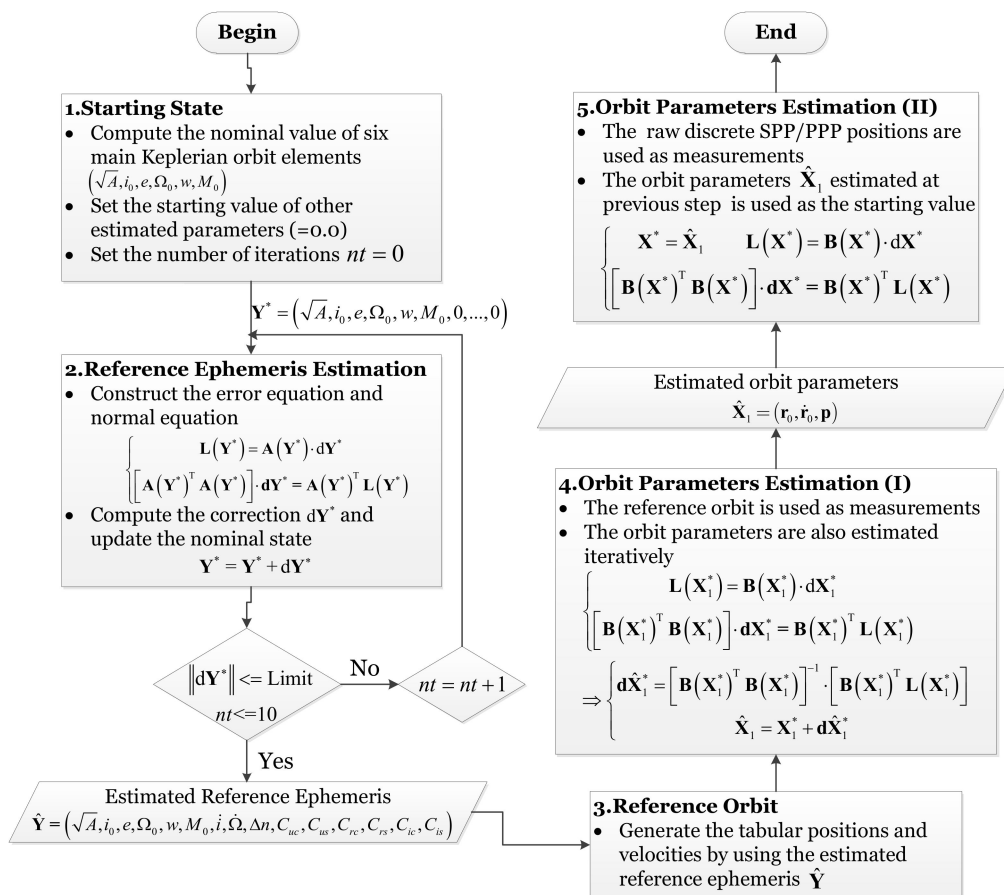 Begin
1.Starting State
• Compute the nominal value of six
main Keplerian orbit elements
(√A, i₀, e, Ω₀, w, M₀)
• Set the starting value of other
estimated parameters (=0.0)
• Set the number of iterations nt = 0
Y* = (√A, i₀, e, Ω₀, w, M₀, 0,..., 0)
2.Reference Ephemeris Estimation
• Construct the error equation and
normal equation
L(Y*) = A(Y*)·dY*
[A(Y*)ᵀ A(Y*)]·dY* = A(Y*)ᵀ L(Y*)
• Compute the correction dY* and
update the nominal state
Y* = Y* + dY*
‖dY*‖ <= Limit
nt<=10
No
nt = nt + 1
Yes
Estimated Reference Ephemeris
Ŷ = (√A, i₀, e, Ω₀, w, M₀, i̇, Ω̇, Δn, C_uc, C_us, C_rc, C_rs, C_ic, C_is)
3.Reference Orbit
• Generate the tabular positions and
velocities by using the estimated
reference ephemeris Ŷ
4.Orbit Parameters Estimation (I)
• The reference orbit is used as measurements
• The orbit parameters are also estimated
iteratively
L(X₁*) = B(X₁*)·dX₁*
[B(X₁*)ᵀ B(X₁*)]·dX₁* = B(X₁*)ᵀ L(X₁*)
⇒ dX̂₁* = [B(X₁*)ᵀ B(X₁*)]⁻¹·[B(X₁*)ᵀ L(X₁*)]
X̂₁ = X₁* + dX̂₁*
Estimated orbit parameters
X̂₁ = (r₀, ṙ₀, p)
5.Orbit Parameters Estimation (II)
• The raw discrete SPP/PPP positions are
used as measurements
• The orbit parameters X̂₁ estimated at
previous step is used as the starting value
X* = X̂₁ L(X*) = B(X*)·dX*
[B(X*)ᵀ B(X*)]·dX* = B(X*)ᵀ L(X*)
End